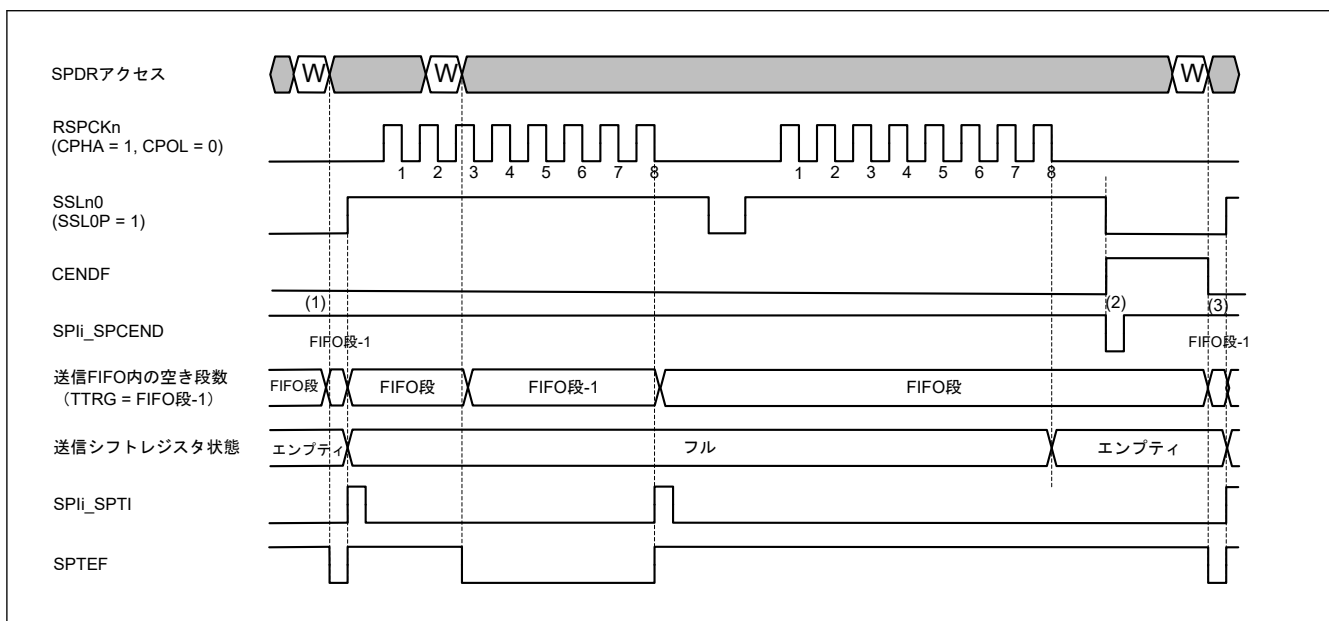 SPDRアクセス
W W W
RSPCKn
(CPHA = 1, CPOL = 0)
1 2 3 4 5 6 7 8 1 2 3 4 5 6 7 8
SSLn0
(SSL0P = 1)
CENDF
(1) (2) (3)
SPIi_SPCEND
FIFO段-1 FIFO段-1
送信FIFO内の空き段数
(TTRG = FIFO段-1)
FIFO段 FIFO段 FIFO段-1 FIFO段
送信シフトレジスタ状態
エンプティ フル エンプティ
SPIi_SPTI
SPTEF